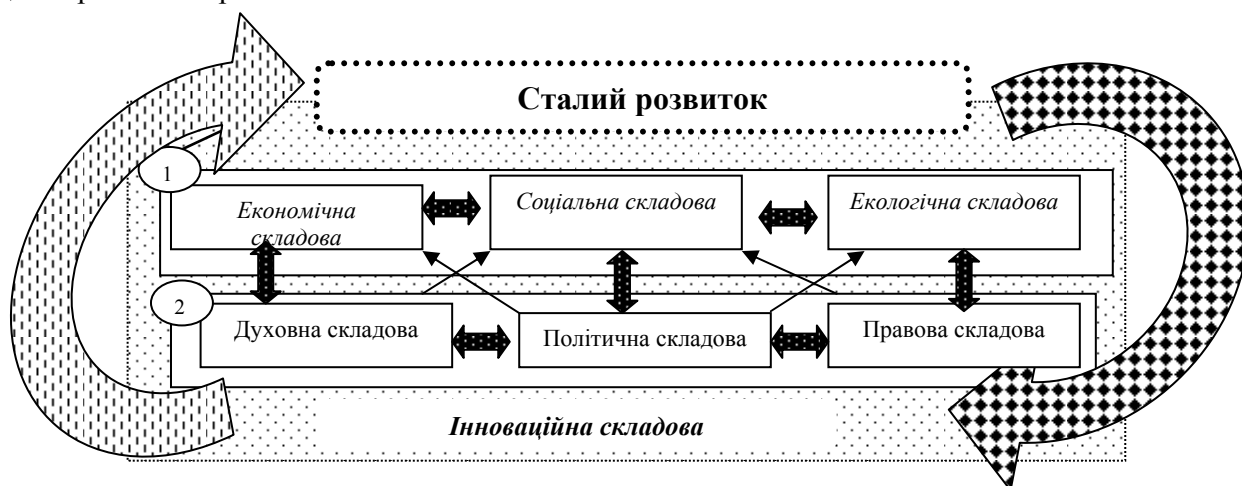 Сталий розвиток
1
Економічна
складова
Соціальна складова
Екологічна складова
2
Духовна складова
Політична складова
Правова складова
Інноваційна складова